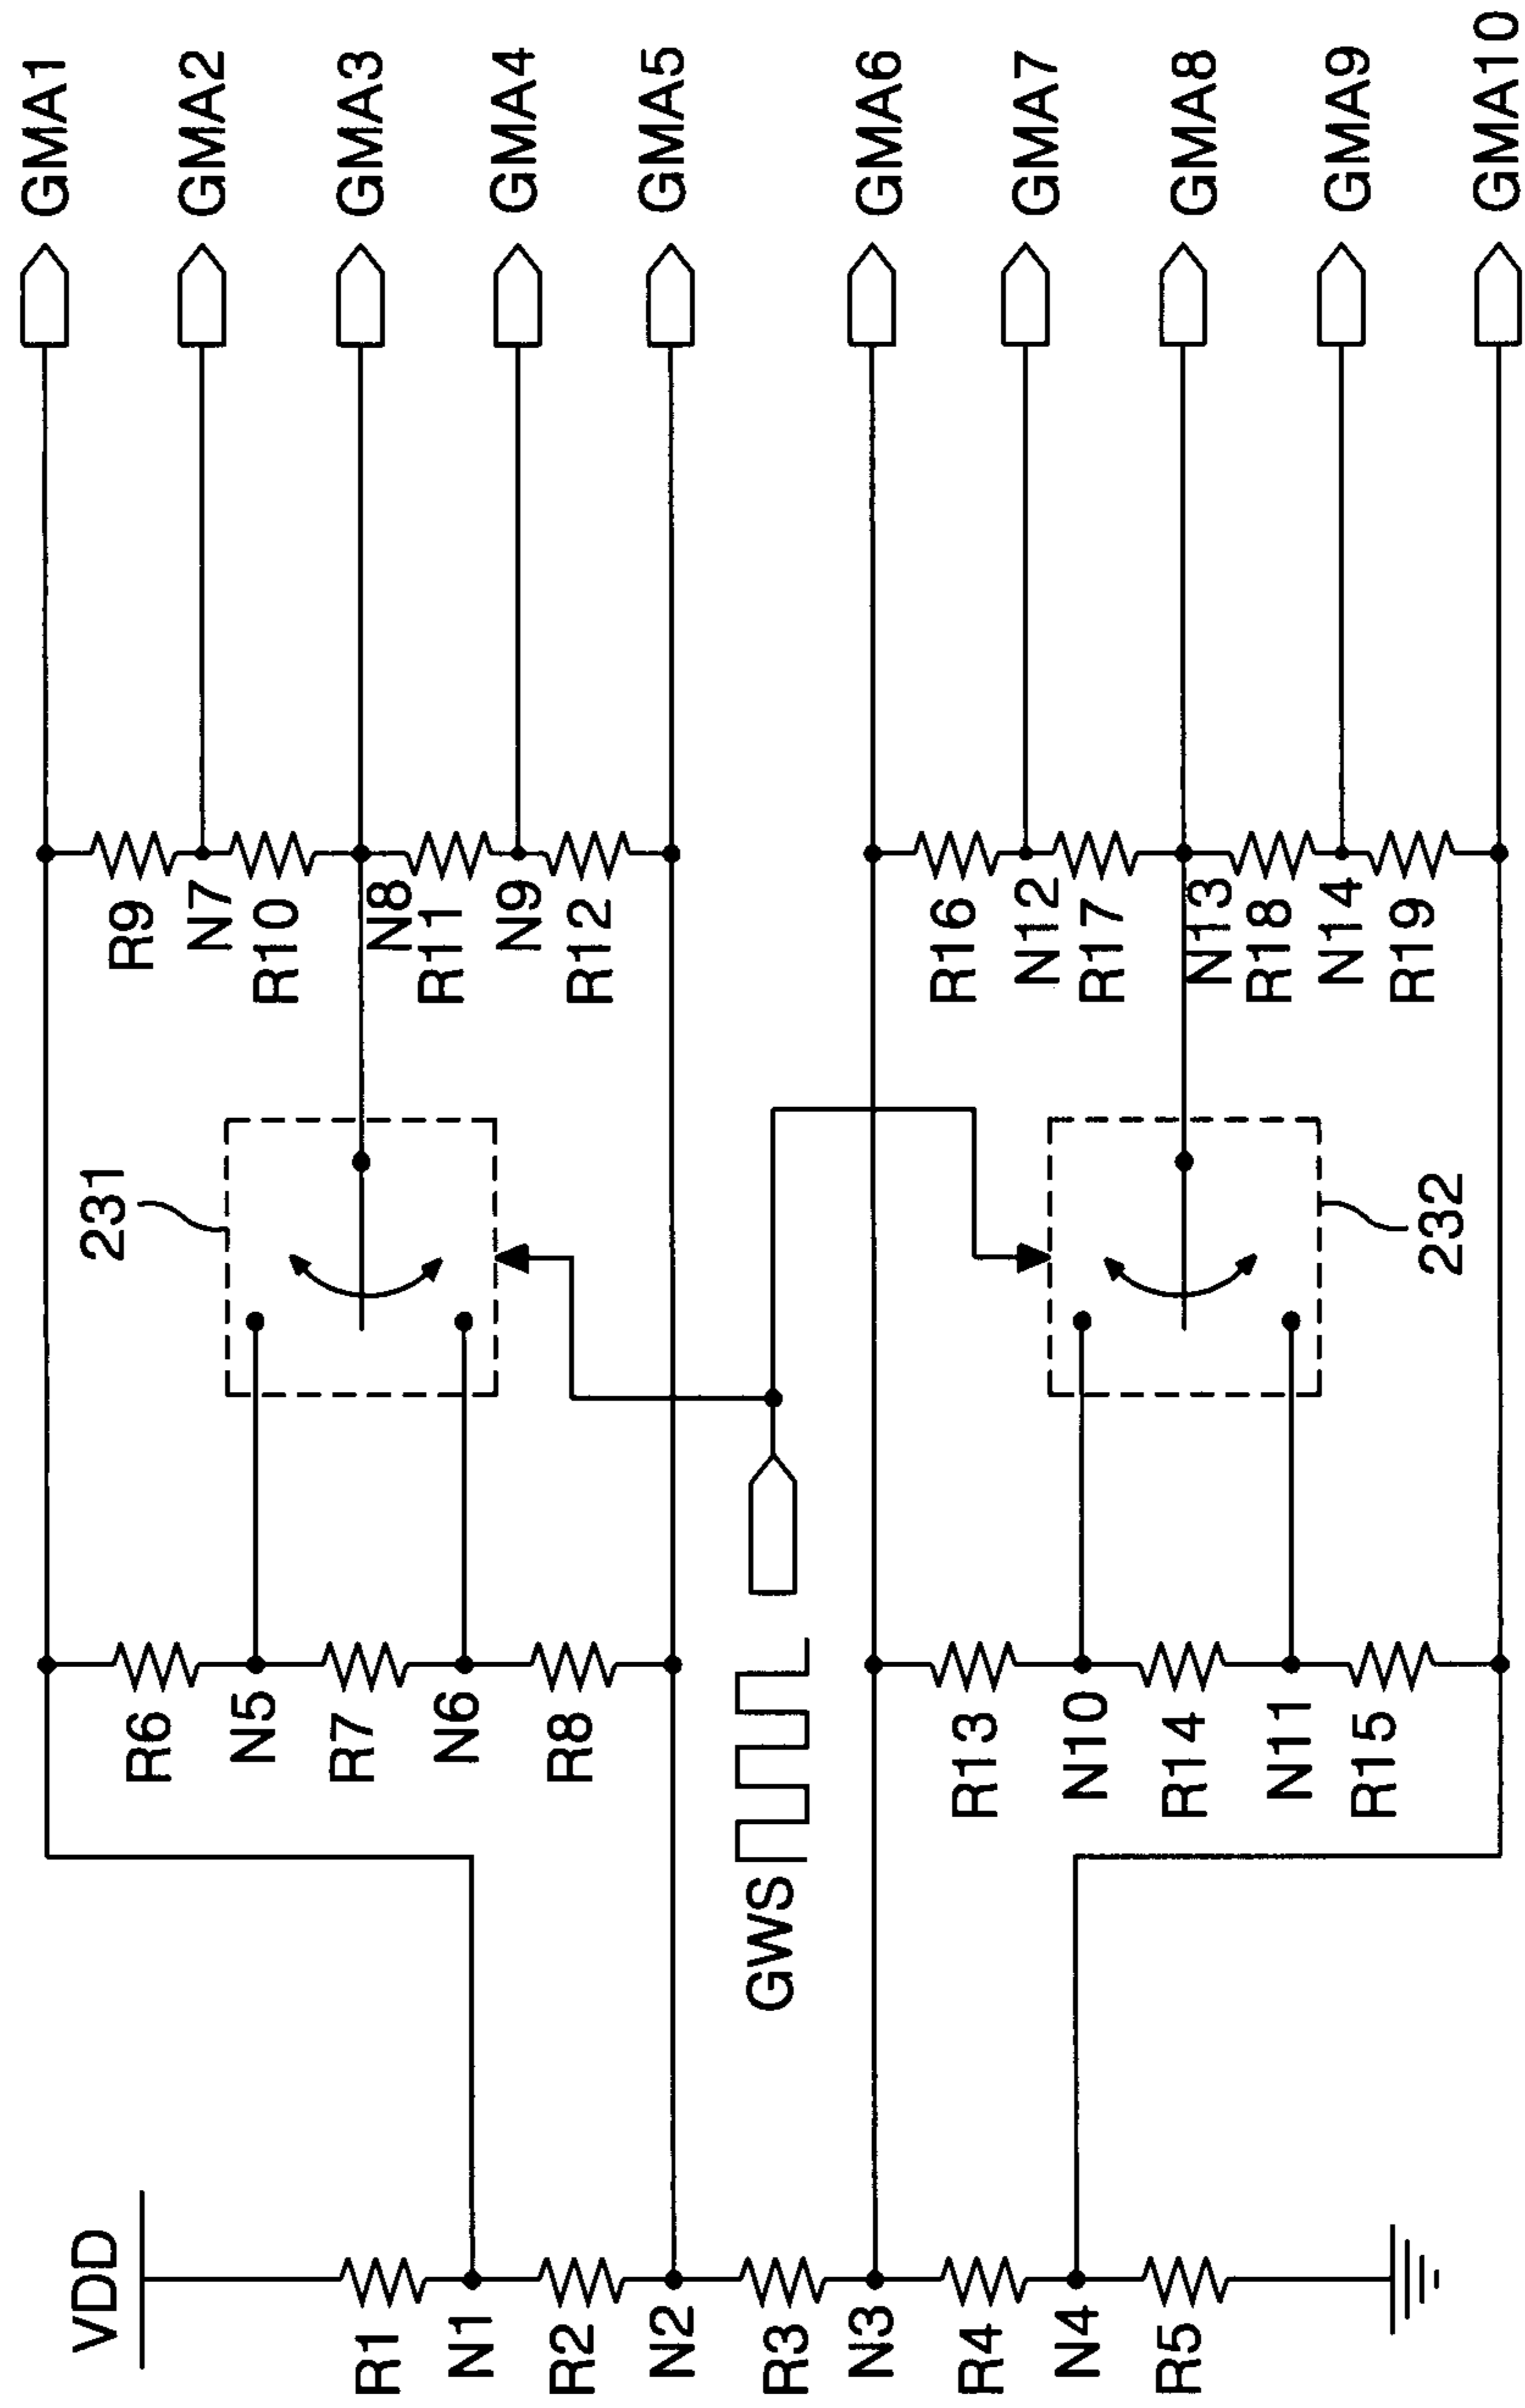 VDD
R1
N1
R2
N2
R3
N3
R4
N4
R5
GWS
R6
N5
R7
N6
R8
R13
N10
R14
N11
R15
231
232
R9
N7
R10
N8
R11
N9
R12
R16
N12
R17
N13
R18
N14
R19
GMA1
GMA2
GMA3
GMA4
GMA5
GMA6
GMA7
GMA8
GMA9
GMA10